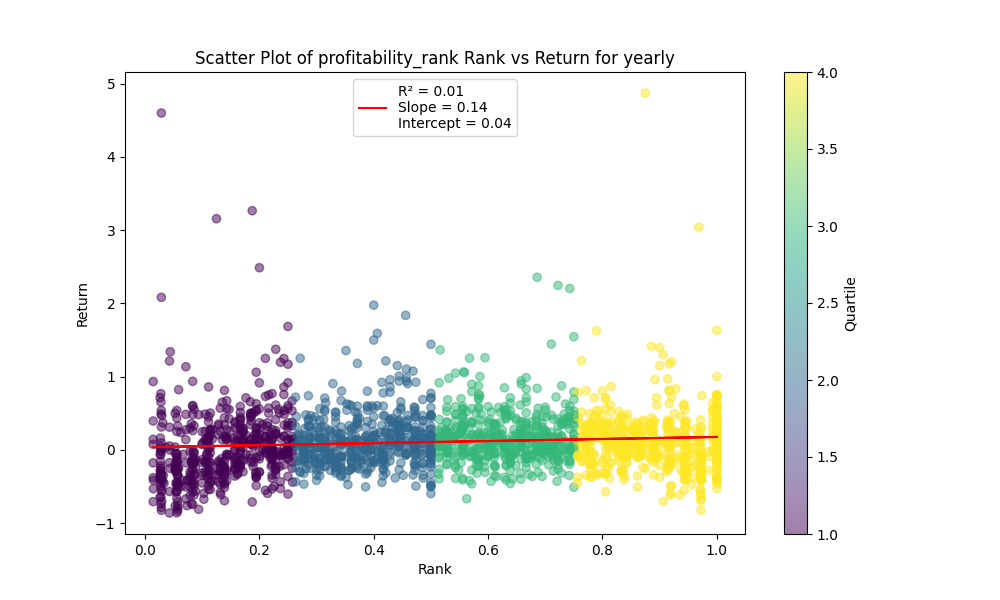 Scatter Plot of profitability_rank Rank vs Return for yearly
R² = 0.01
Slope = 0.14
Intercept = 0.04
Return
5
4
3
2
1
0
−1
0.0 0.2 0.4 0.6 0.8 1.0
Rank
4.0
3.5
3.0
2.5
2.0
1.5
1.0
Quartile